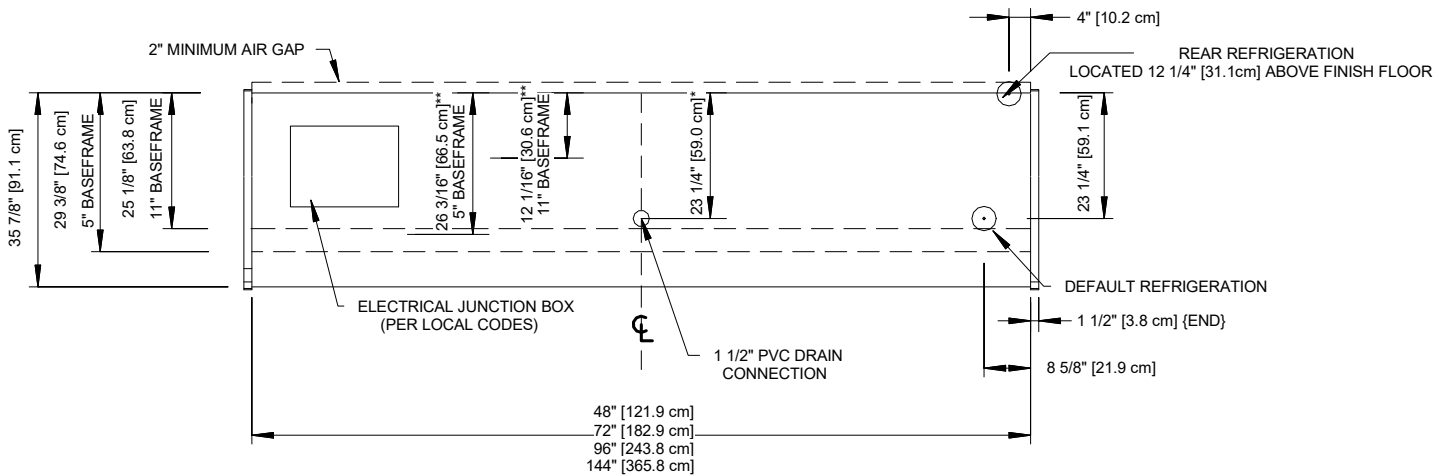 4" [10.2 cm]
2" MINIMUM AIR GAP
REAR REFRIGERATION
LOCATED 12 1/4" [31.1cm] ABOVE FINISH FLOOR
35 7/8" [91.1 cm]
29 3/8" [74.6 cm]
5" BASEFRAME
25 1/8" [63.8 cm]
11" BASEFRAME
26 3/16" [66.5 cm]**
5" BASEFRAME
12 1/16" [30.6 cm]**
11" BASEFRAME
23 1/4" [59.0 cm]*
23 1/4" [59.1 cm]
ELECTRICAL JUNCTION BOX
(PER LOCAL CODES)
CL
1 1/2" PVC DRAIN
CONNECTION
DEFAULT REFRIGERATION
1 1/2" [3.8 cm] {END}
8 5/8" [21.9 cm]
48" [121.9 cm]
72" [182.9 cm]
96" [243.8 cm]
144" [365.8 cm]